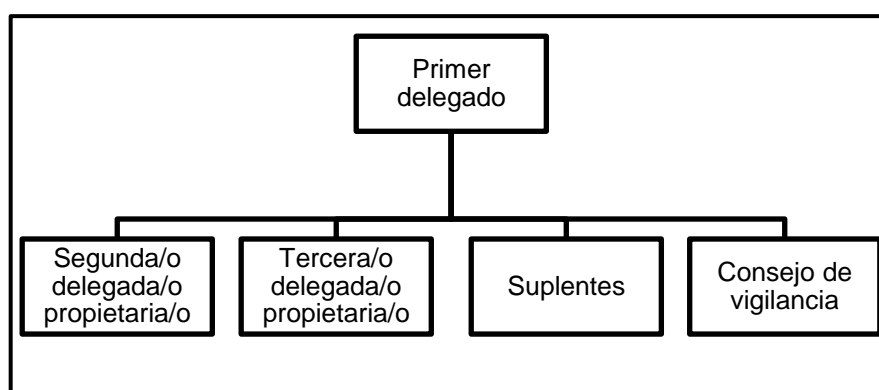 Primer
delegado
Segunda/o
delegada/o
propietaria/o
Tercera/o
delegada/o
propietaria/o
Suplentes
Consejo de
vigilancia